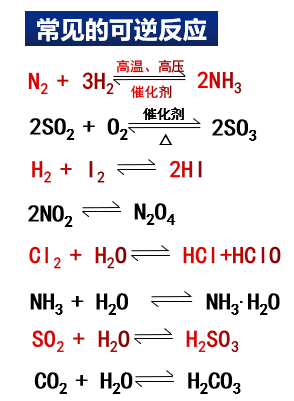 常见的可逆反应
高温、高压
N₂ + 3H₂ ⇌ 2NH₃
催化剂
催化剂
2SO₂ + O₂ ⇌ 2SO₃
△
H₂ + I₂ ⇌ 2HI
2NO₂ ⇌ N₂O₄
Cl₂ + H₂O ⇌ HCl+HClO
NH₃ + H₂O ⇌ NH₃·H₂O
SO₂ + H₂O ⇌ H₂SO₃
CO₂ + H₂O ⇌ H₂CO₃